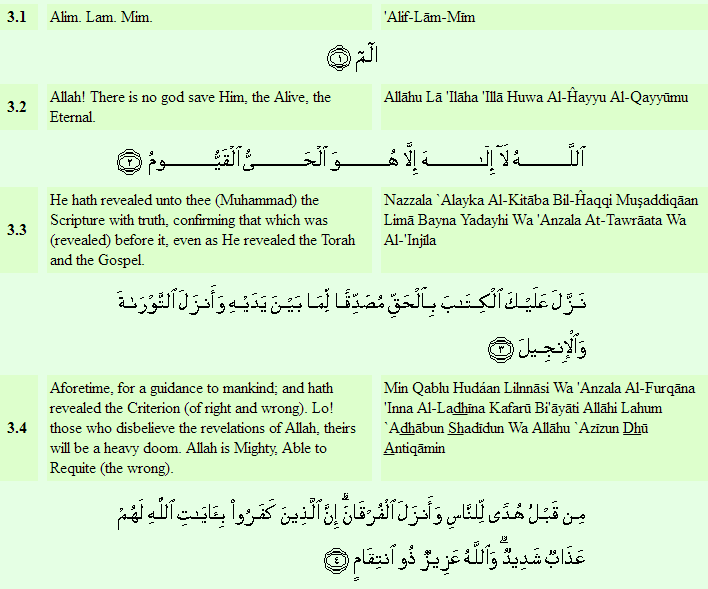 3.1
Alim. Lam. Mim.
'Alif-Lām-Mīm
الٓمٓ ﴿١﴾
3.2
Allah! There is no god save Him, the Alive, the
Eternal.
Allāhu Lā 'Ilāha 'Illā Huwa Al-Ĥayyu Al-Qayyūmu
ٱللَّهُ لَآ إِلَـٰهَ إِلَّا هُوَ ٱلْحَىُّ ٱلْقَيُّومُ ﴿٢﴾
3.3
He hath revealed unto thee (Muhammad) the
Scripture with truth, confirming that which was
(revealed) before it, even as He revealed the Torah
and the Gospel.
Nazzala `Alayka Al-Kitāba Bil-Ĥaqqi Muşaddiqāan
Limā Bayna Yadayhi Wa 'Anzala At-Tawrāata Wa
Al-'Injīla
نَزَّلَ عَلَيْكَ ٱلْكِتَـٰبَ بِٱلْحَقِّ مُصَدِّقًا لِّمَا بَيْنَ يَدَيْهِ وَأَنزَلَ ٱلتَّوْرَىٰةَ
وَٱلْإِنجِيلَ ﴿٣﴾
3.4
Aforetime, for a guidance to mankind; and hath
revealed the Criterion (of right and wrong). Lo!
those who disbelieve the revelations of Allah, theirs
will be a heavy doom. Allah is Mighty, Able to
Requite (the wrong).
Min Qablu Hudáan Lilnnāsi Wa 'Anzala Al-Furqāna
'Inna Al-Ladhīna Kafarū Bi'āyāti Allāhi Lahum
`Adhābun Shadīdun Wa Allāhu `Azīzun Dhū
Antiqāmin
مِن قَبْلُ هُدًى لِّلنَّاسِ وَأَنزَلَ ٱلْفُرْقَانَ ۗ إِنَّ ٱلَّذِينَ كَفَرُوا۟ بِـَٔايَـٰتِ ٱللَّهِ لَهُمْ
عَذَابٌ شَدِيدٌ ۗ وَٱللَّهُ عَزِيزٌ ذُو ٱنتِقَامٍ ﴿٤﴾